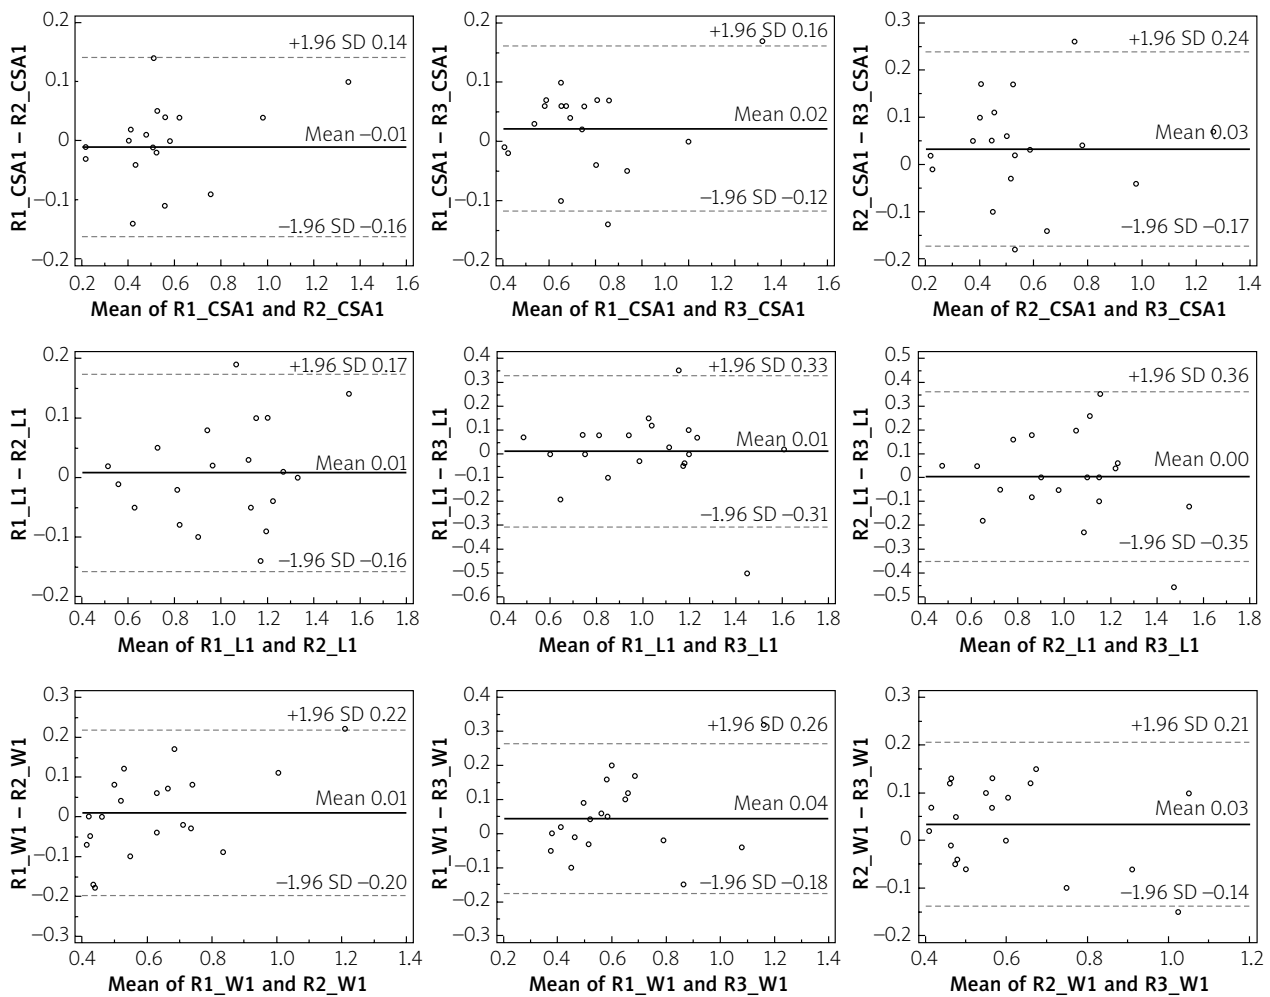 0.2
0.1
0
−0.1
−0.2
R1_CSA1 − R2_CSA1
+1.96 SD 0.14
Mean −0.01
−1.96 SD −0.16
0.2 0.4 0.6 0.8 1.0 1.2 1.4 1.6
Mean of R1_CSA1 and R2_CSA1
0.2
0.1
0
−0.1
−0.2
R1_CSA1 − R3_CSA1
+1.96 SD 0.16
Mean 0.02
−1.96 SD −0.12
0.4 0.6 0.8 1.0 1.2 1.4 1.6
Mean of R1_CSA1 and R3_CSA1
0.3
0.2
0.1
0
−0.1
−0.2
R2_CSA1 − R3_CSA1
+1.96 SD 0.24
Mean 0.03
−1.96 SD −0.17
0.2 0.4 0.6 0.8 1.0 1.2 1.4
Mean of R2_CSA1 and R3_CSA1
0.2
0.1
0
−0.1
−0.2
R1_L1 − R2_L1
+1.96 SD 0.17
Mean 0.01
−1.96 SD −0.16
0.4 0.6 0.8 1.0 1.2 1.4 1.6 1.8
Mean of R1_L1 and R2_L1
0.4
0.3
0.2
0.1
0
−0.1
−0.2
−0.3
−0.4
−0.5
−0.6
R1_L1 − R3_L1
+1.96 SD 0.33
Mean 0.01
−1.96 SD −0.31
0.4 0.6 0.8 1.0 1.2 1.4 1.6 1.8
Mean of R1_L1 and R3_L1
0.5
0.4
0.3
0.2
0.1
0
−0.1
−0.2
−0.3
−0.4
−0.5
R2_L1 − R3_L1
+1.96 SD 0.36
Mean 0.00
−1.96 SD −0.35
0.4 0.6 0.8 1.0 1.2 1.4 1.6 1.8
Mean of R2_L1 and R3_L1
0.3
0.2
0.1
0
−0.1
−0.2
−0.3
R1_W1 − R2_W1
+1.96 SD 0.22
Mean 0.01
−1.96 SD −0.20
0.4 0.6 0.8 1.0 1.2 1.4
Mean of R1_W1 and R2_W1
0.4
0.3
0.2
0.1
0
−0.1
−0.2
−0.3
R1_W1 − R3_W1
+1.96 SD 0.26
Mean 0.04
−1.96 SD −0.18
0.2 0.4 0.6 0.8 1.0 1.2 1.4
Mean of R1_W1 and R3_W1
0.3
0.2
0.1
0
−0.1
−0.2
R2_W1 − R3_W1
+1.96 SD 0.21
Mean 0.03
−1.96 SD −0.14
0.4 0.6 0.8 1.0 1.2
Mean of R2_W1 and R3_W1